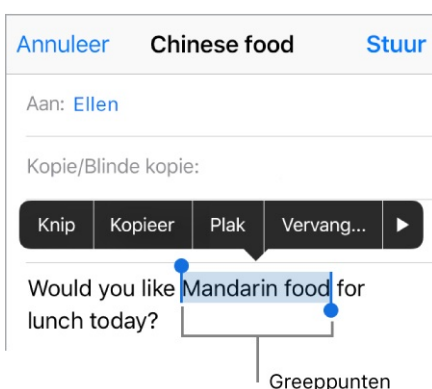 Annuleer Chinese food Stuur
Aan: Ellen
Kopie/Blinde kopie:
Knip Kopieer Plak Vervang...
Would you like Mandarin food for
lunch today?
Greeppunten